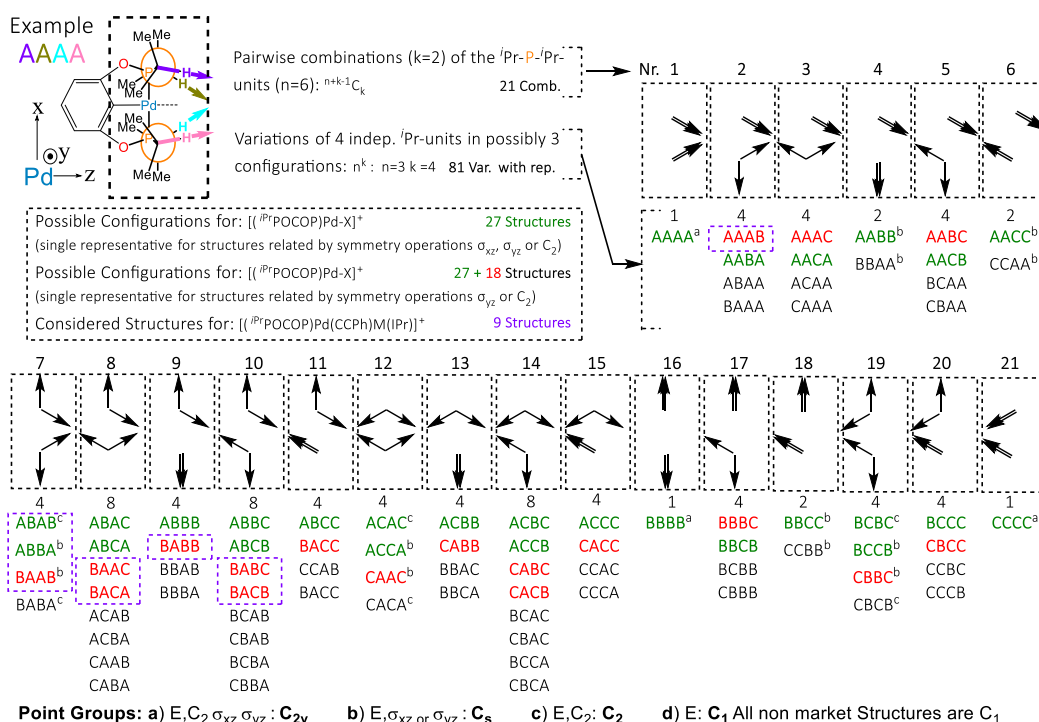 Example
AAAA
Me
Me
O
P
H
H
Me
Me
Pd
Me
Me
H
H
O
P
Me
Me
x
y
Pd
z
Pairwise combinations (k=2) of the iPr-P-iPr-
units (n=6): n+k-1Ck
21 Comb.
Variations of 4 indep. iPr-units in possibly 3
configurations: nk : n=3 k =4 81 Var. with rep.
Possible Configurations for: [( iPrPOCOP)Pd-X]+ 27 Structures
(single representative for structures related by symmetry operations σxz, σyz or C2)
Possible Configurations for: [( iPrPOCOP)Pd-X]+ 27 + 18 Structures
(single representative for structures related by symmetry operations σyz or C2)
Considered Structures for: [( iPrPOCOP)Pd(CCPh)M(IPr)]+ 9 Structures
Nr. 1 2 3 4 5 6
1 4 4 2 4 2
AAAAa AAAB AAAC AABBb AABC AACCb
AABA AACA BBAAb AACB CCAAb
ABAA ACAA BCAA
BAAA CAAA CBAA
7 8 9 10 11 12 13 14 15 16 17 18 19 20 21
4 8 4 8 4 4 4 8 4 1 4 2 4 4 1
ABABc ABAC ABBB ABBC ABCC ACACc ACBB ACBC ACCC BBBBa BBBC BBCCb BCBCc BCCC CCCCa
ABBAb ABCA BABB ABCB BACC ACCAb CABB ACCB CACC BBCB CCBBb BCCBb CBCC
BAABb BAAC BBAB BABC CCAB CAACb BBAC CABC CCAC BCBB CBBCb CCBC
BABAc BACA BBBA BACB BACC CACAc BBCA CACB CCCA CBBB CBCBc CCCB
ACAB BCAB BCAC
ACBA CBAB CBAC
CAAB BCBA BCCA
CABA CBBA CBCA
Point Groups: a) E,C2 σxz σyz : C2v b) E,σxz or σyz : Cs c) E,C2: C2 d) E: C1 All non market Structures are C1